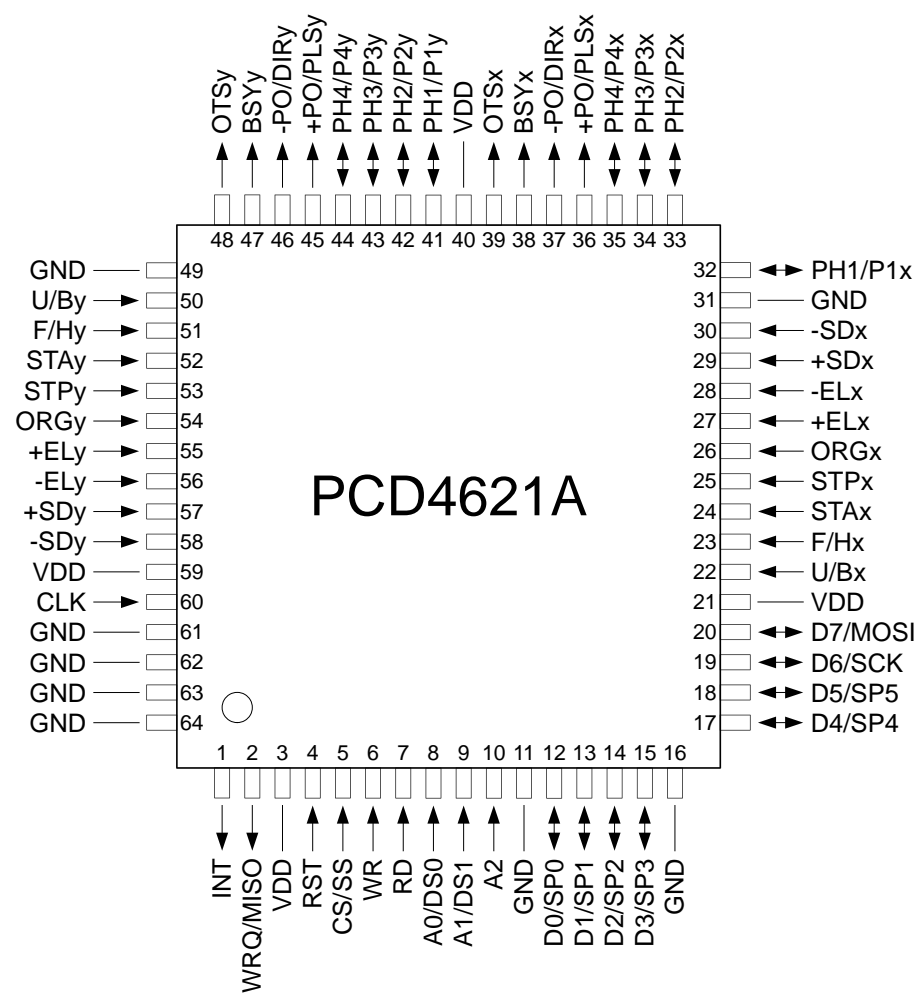 OTSy
BSYy
-PO/DIRy
+PO/PLSy
PH4/P4y
PH3/P3y
PH2/P2y
PH1/P1y
VDD
OTSx
BSYx
-PO/DIRx
+PO/PLSx
PH4/P4x
PH3/P3x
PH2/P2x
48 47 46 45 44 43 42 41 40 39 38 37 36 35 34 33
GND 49
U/By 50
F/Hy 51
STAy 52
STPy 53
ORGy 54
+ELy 55
-ELy 56
+SDy 57
-SDy 58
VDD 59
CLK 60
GND 61
GND 62
GND 63
GND 64
PCD4621A
32 PH1/P1x
31 GND
30 -SDx
29 +SDx
28 -ELx
27 +ELx
26 ORGx
25 STPx
24 STAx
23 F/Hx
22 U/Bx
21 VDD
20 D7/MOSI
19 D6/SCK
18 D5/SP5
17 D4/SP4
1 2 3 4 5 6 7 8 9 10 11 12 13 14 15 16
INT
WRQ/MISO
VDD
RST
CS/SS
WR
RD
A0/DS0
A1/DS1
A2
GND
D0/SP0
D1/SP1
D2/SP2
D3/SP3
GND